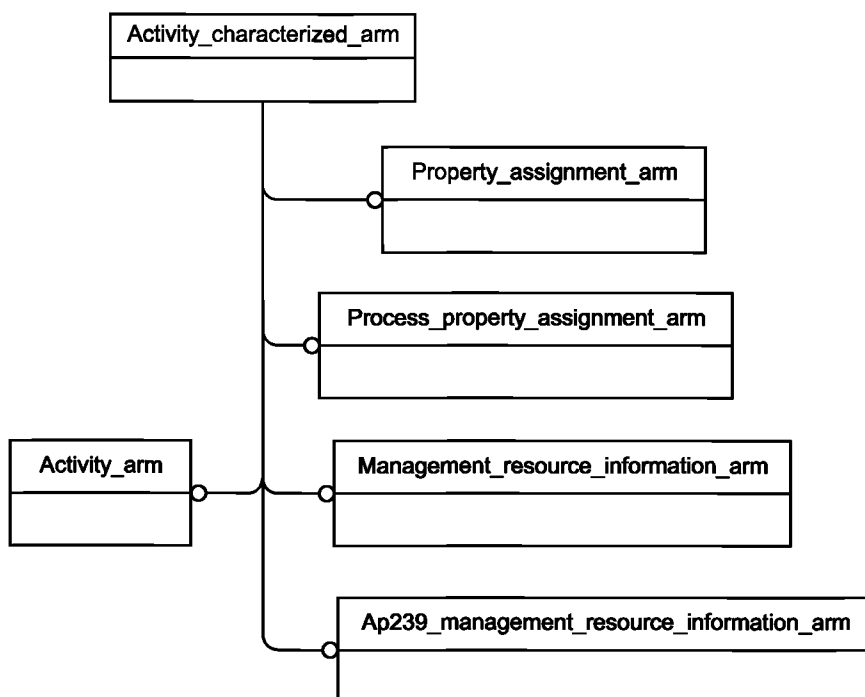 Activity_characterized_arm
Property_assignment_arm
Process_property_assignment_arm
Activity_arm
Management_resource_information_arm
Ap239_management_resource_information_arm